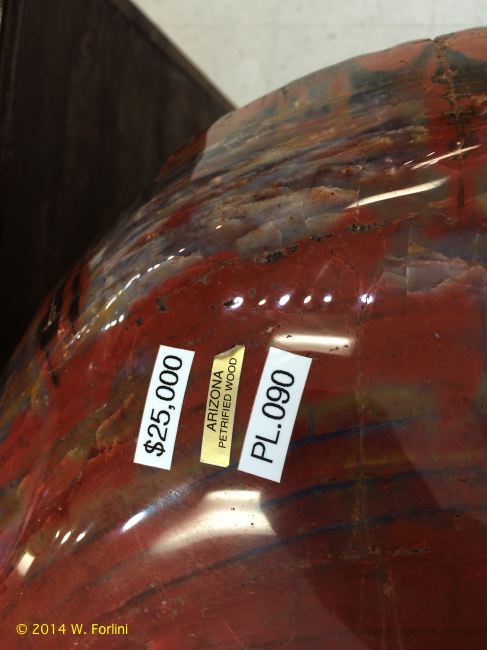 $25,000
ARIZONA
PETRIFIED WOOD
PL.090
© 2014 W. Forlini